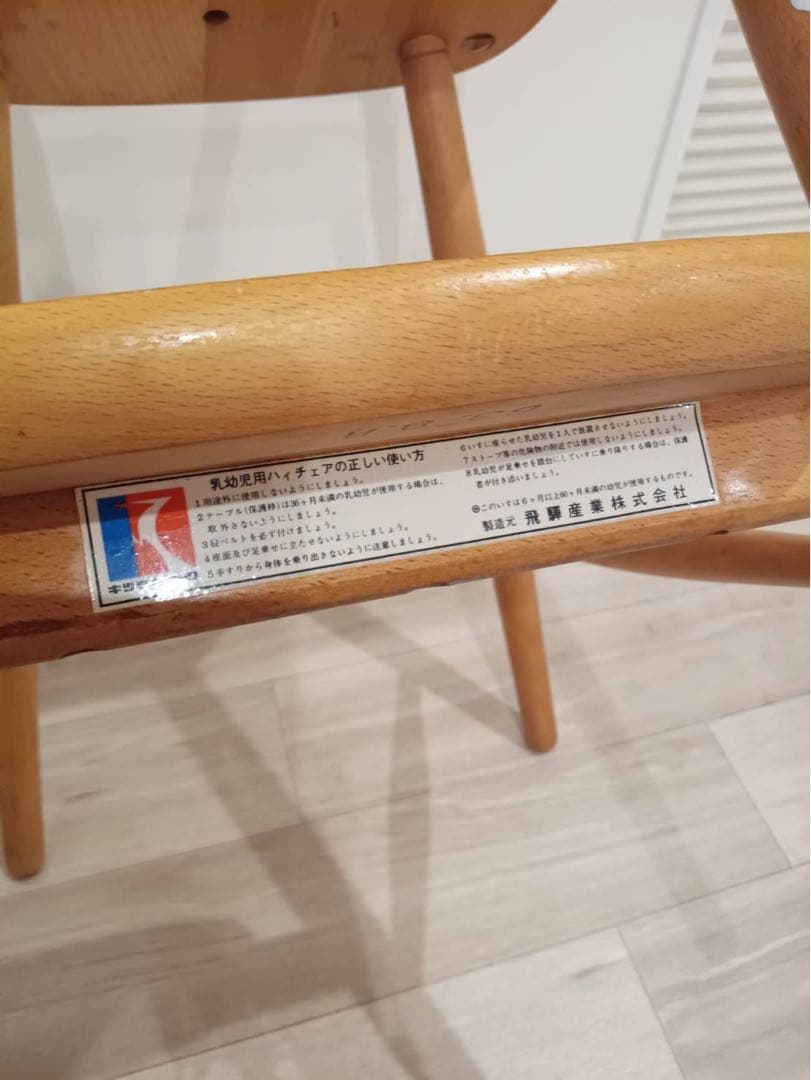 乳幼児用ハイチェアの正しい使い方
1 用途外に使用しないようにしましょう。
2 テーブル(保護枠)は36ヶ月未満の乳幼児が使用する場合は、
取外さないようにしましょう。
3 股ベルトを必ず付けましょう。
4 座面及び足乗せに立たせないようにしましょう。
5 手すりから身体を乗り出さないように注意しましょう。
6 いすに座らせた乳幼児を1人で放置させないようにしましょう。
7 ストーブ等の危険物の附近では使用しないようにしましょう。
8 乳幼児が足乗せを踏台にしていすに乗り降りする場合は、保護
者が付き添いましょう。
◎このいすは6ヶ月以上60ヶ月未満の幼児が使用するものです。
製造元 飛驒産業株式会社